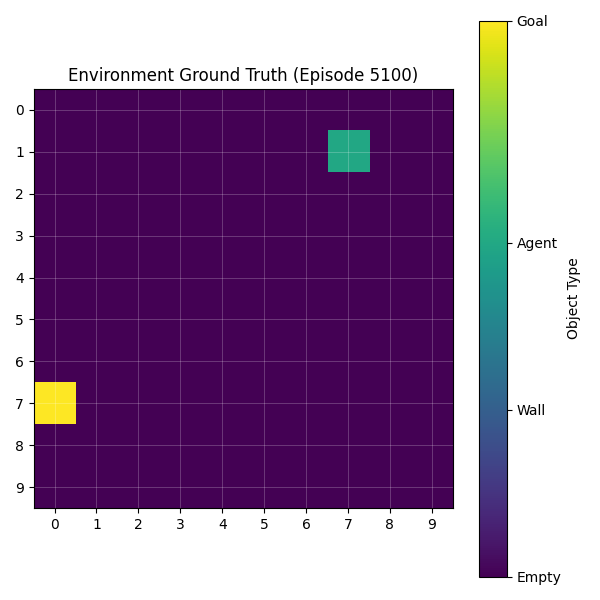 Environment Ground Truth (Episode 5100)
0
1
2
3
4
5
6
7
8
9
0 1 2 3 4 5 6 7 8 9
Goal
Agent
Wall
Empty
Object Type